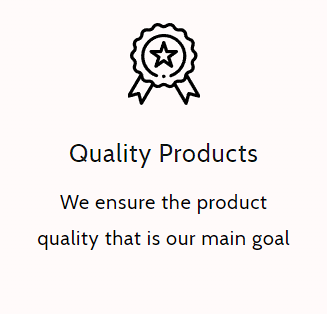 Quality Products
We ensure the product
quality that is our main goal